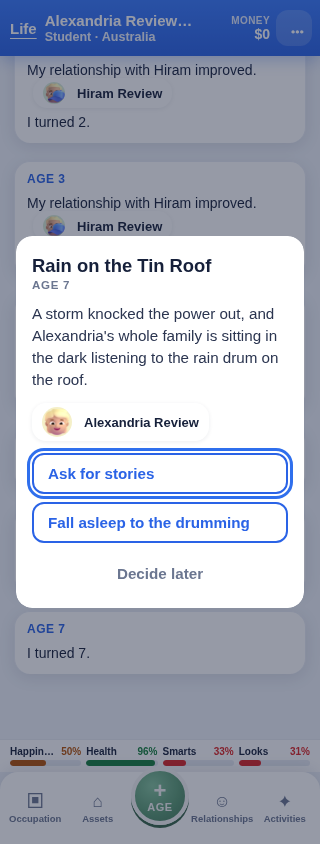 Life
Alexandria Review…
Student · Australia
MONEY
$0
My relationship with Hiram improved.
Hiram Review
I turned 2.
AGE 3
My relationship with Hiram improved.
Hiram Review
Rain on the Tin Roof
AGE 7
A storm knocked the power out, and
Alexandria's whole family is sitting in
the dark listening to the rain drum on
the roof.
Alexandria Review
Ask for stories
Fall asleep to the drumming
Decide later
AGE 7
I turned 7.
Happin… 50% Health 96% Smarts 33% Looks 31%
+
AGE
Occupation Assets Relationships Activities